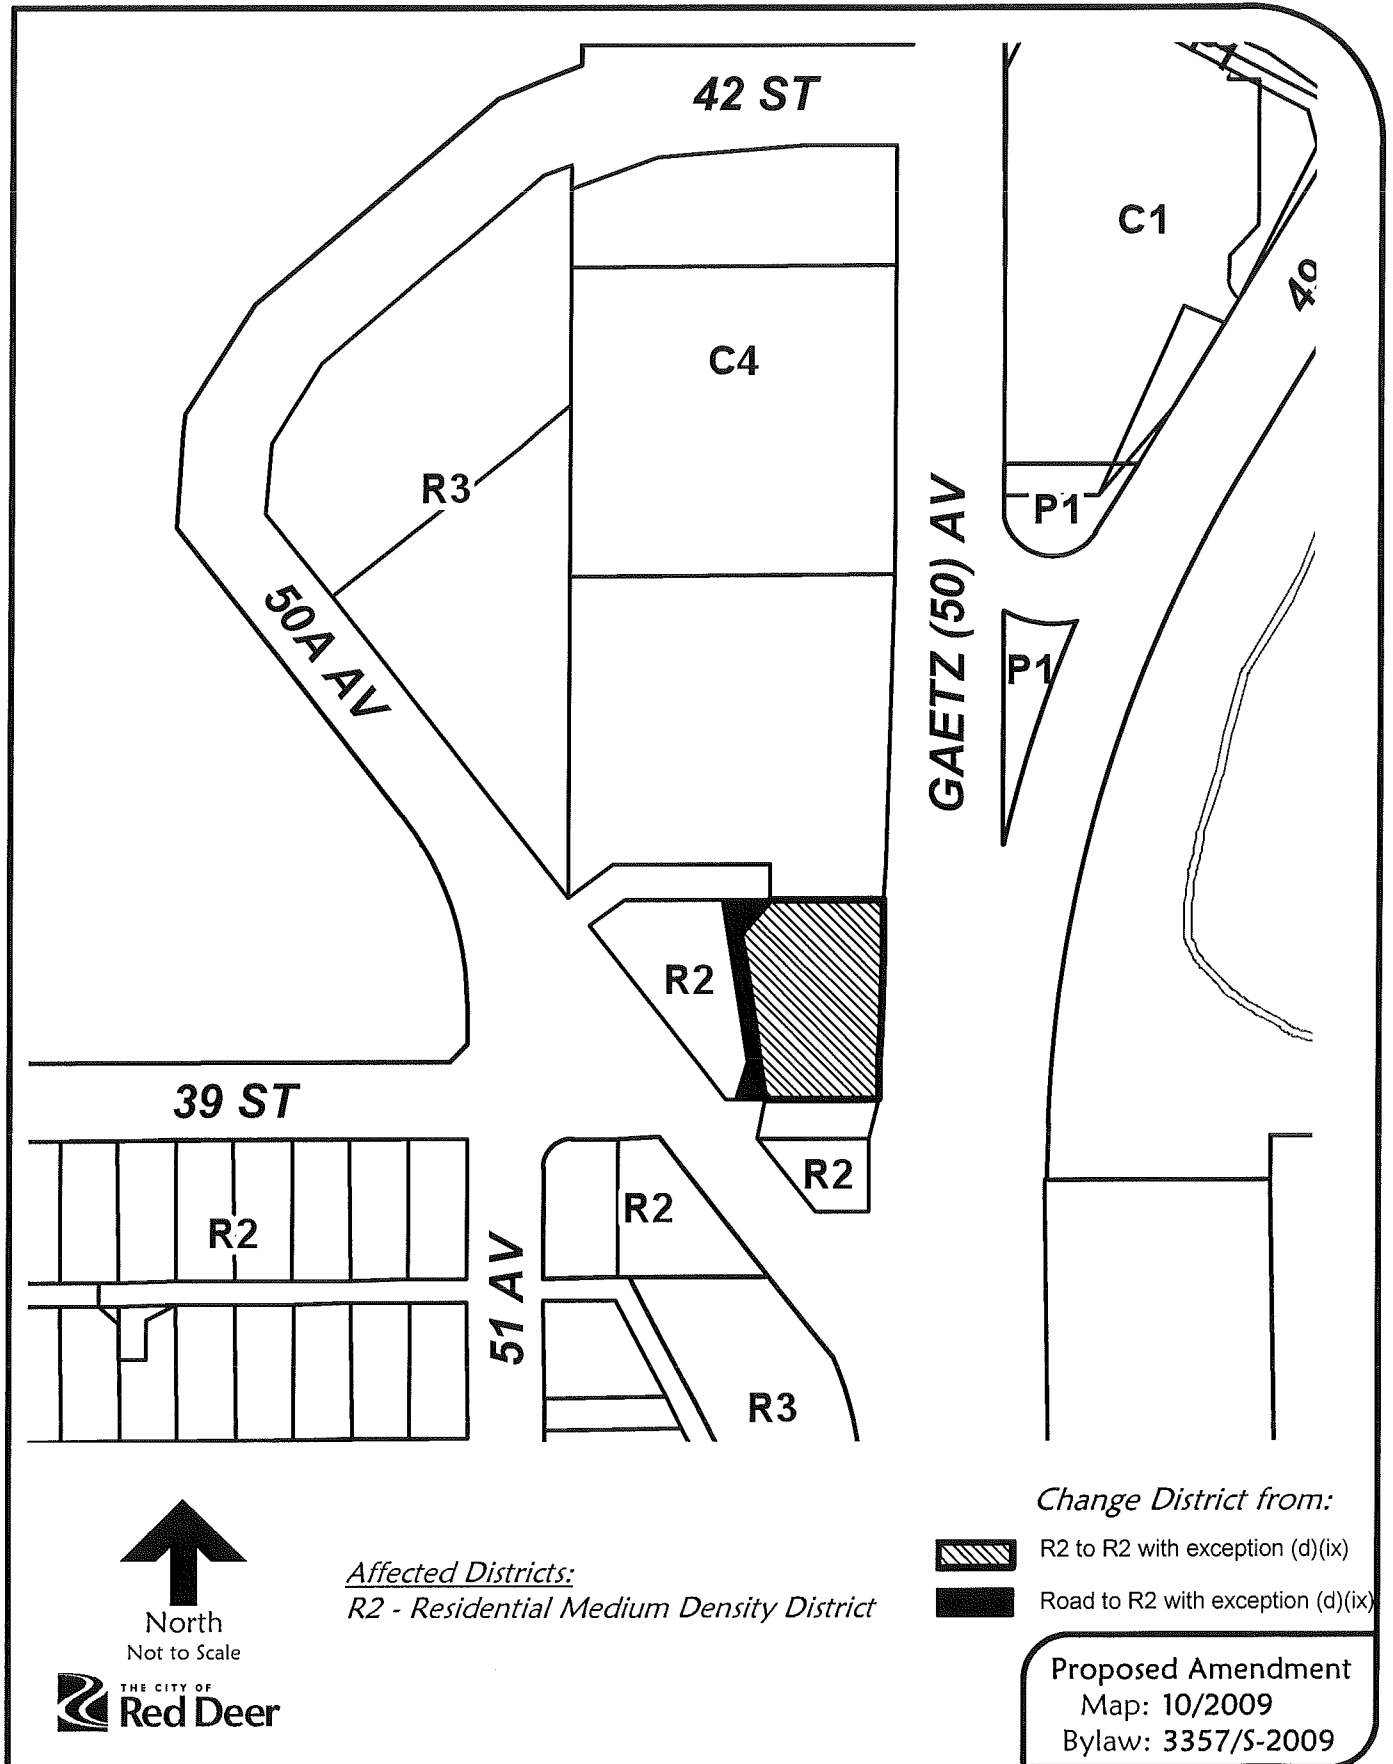 42 ST
C1
49
C4
R3
P1
GAETZ (50) AV
50A AV
P1
R2
39 ST
R2
R2
R2
51 AV
R3
Change District from:
R2 to R2 with exception (d)(ix)
Road to R2 with exception (d)(ix)
Affected Districts:
R2 - Residential Medium Density District
North
Not to Scale
THE CITY OF
Red Deer
Proposed Amendment
Map: 10/2009
Bylaw: 3357/S-2009